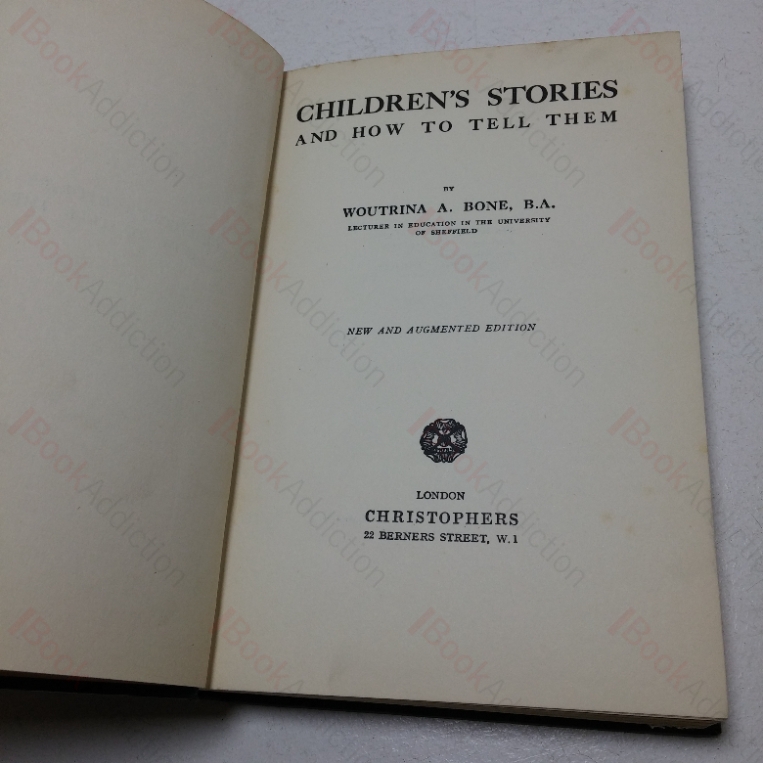 CHILDREN'S STORIES
AND HOW TO TELL THEM
BY
WOUTRINA A. BONE, B.A.
LECTURER IN EDUCATION IN THE UNIVERSITY
OF SHEFFIELD
NEW AND AUGMENTED EDITION
LONDON
CHRISTOPHERS
22 BERNERS STREET, W.1
BookAddiction